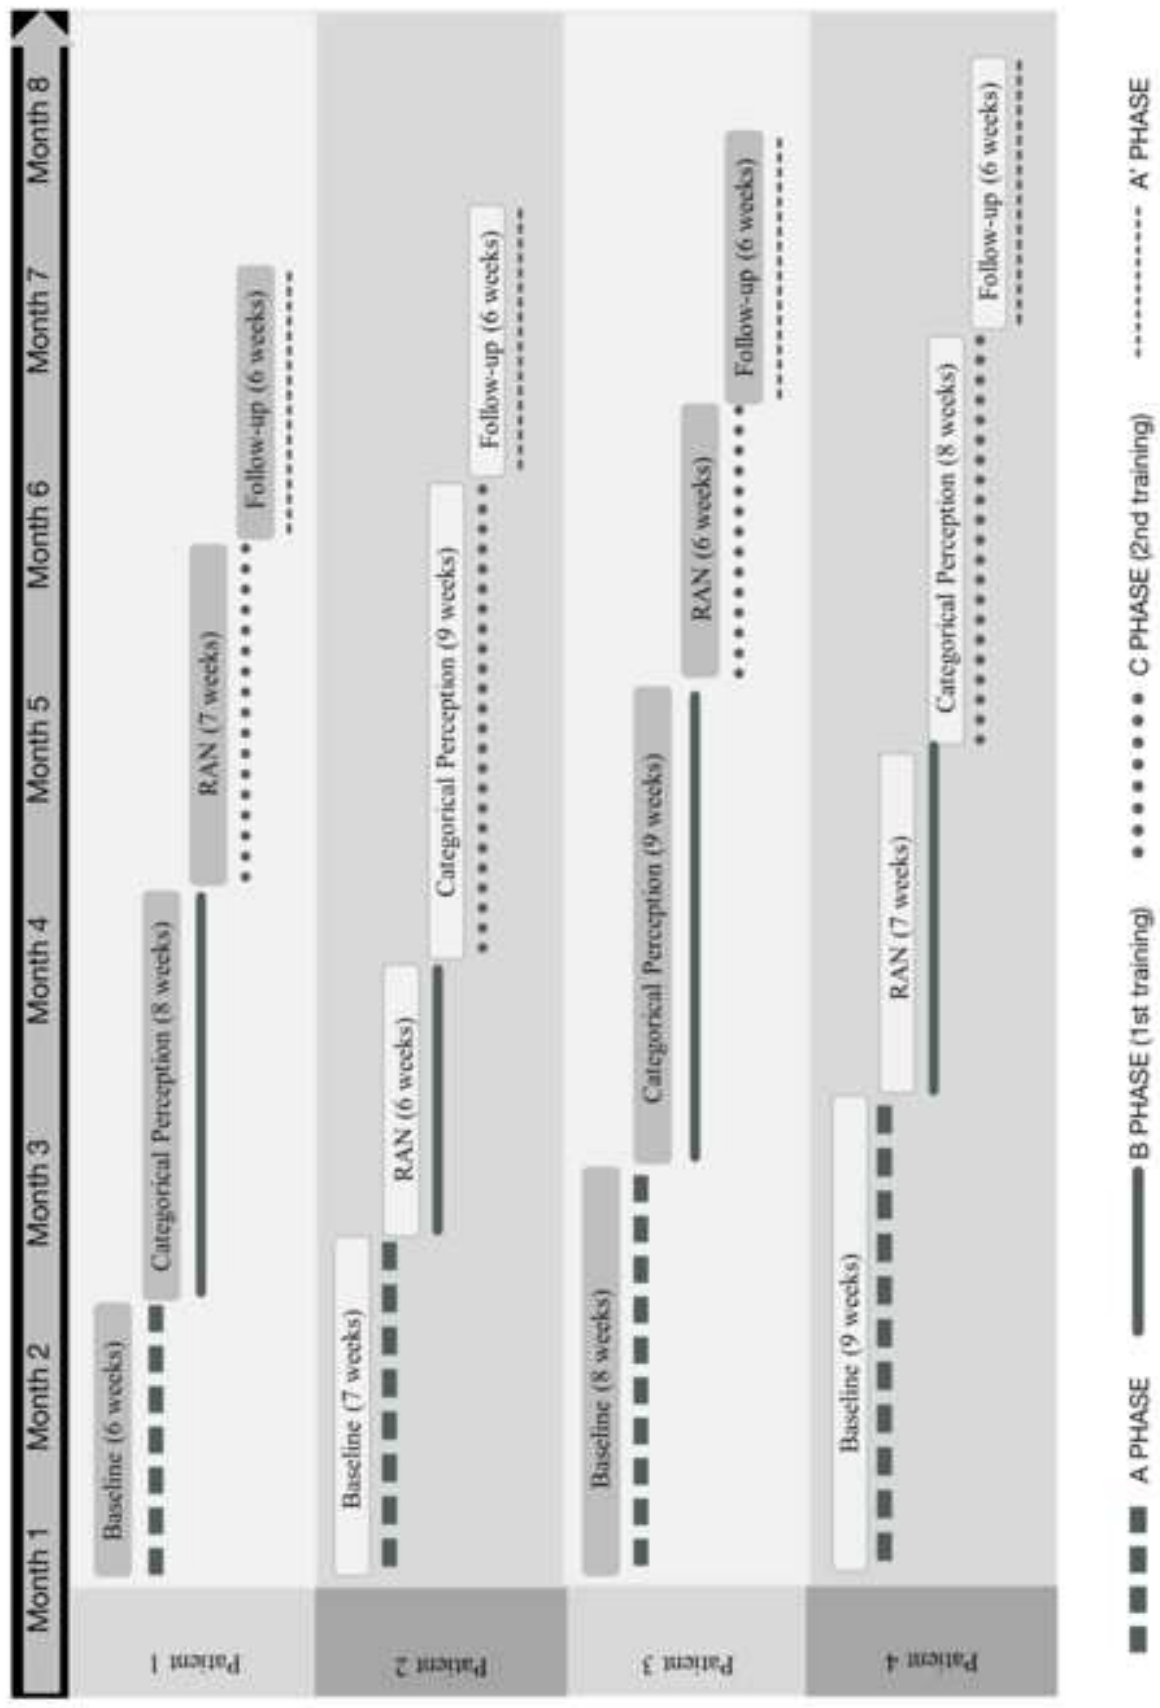 Month 1
Month 2
Month 3
Month 4
Month 5
Month 6
Month 7
Month 8
Patient 1
Baseline (6 weeks)
Categorical Perception (8 weeks)
RAN (7 weeks)
Follow-up (6 weeks)
Patient 2
Baseline (7 weeks)
RAN (6 weeks)
Categorical Perception (9 weeks)
Follow-up (6 weeks)
Patient 3
Baseline (8 weeks)
Categorical Perception (9 weeks)
RAN (6 weeks)
Follow-up (6 weeks)
Patient 4
Baseline (9 weeks)
RAN (7 weeks)
Categorical Perception (8 weeks)
Follow-up (6 weeks)
A PHASE
B PHASE (1st training)
C PHASE (2nd training)
A' PHASE